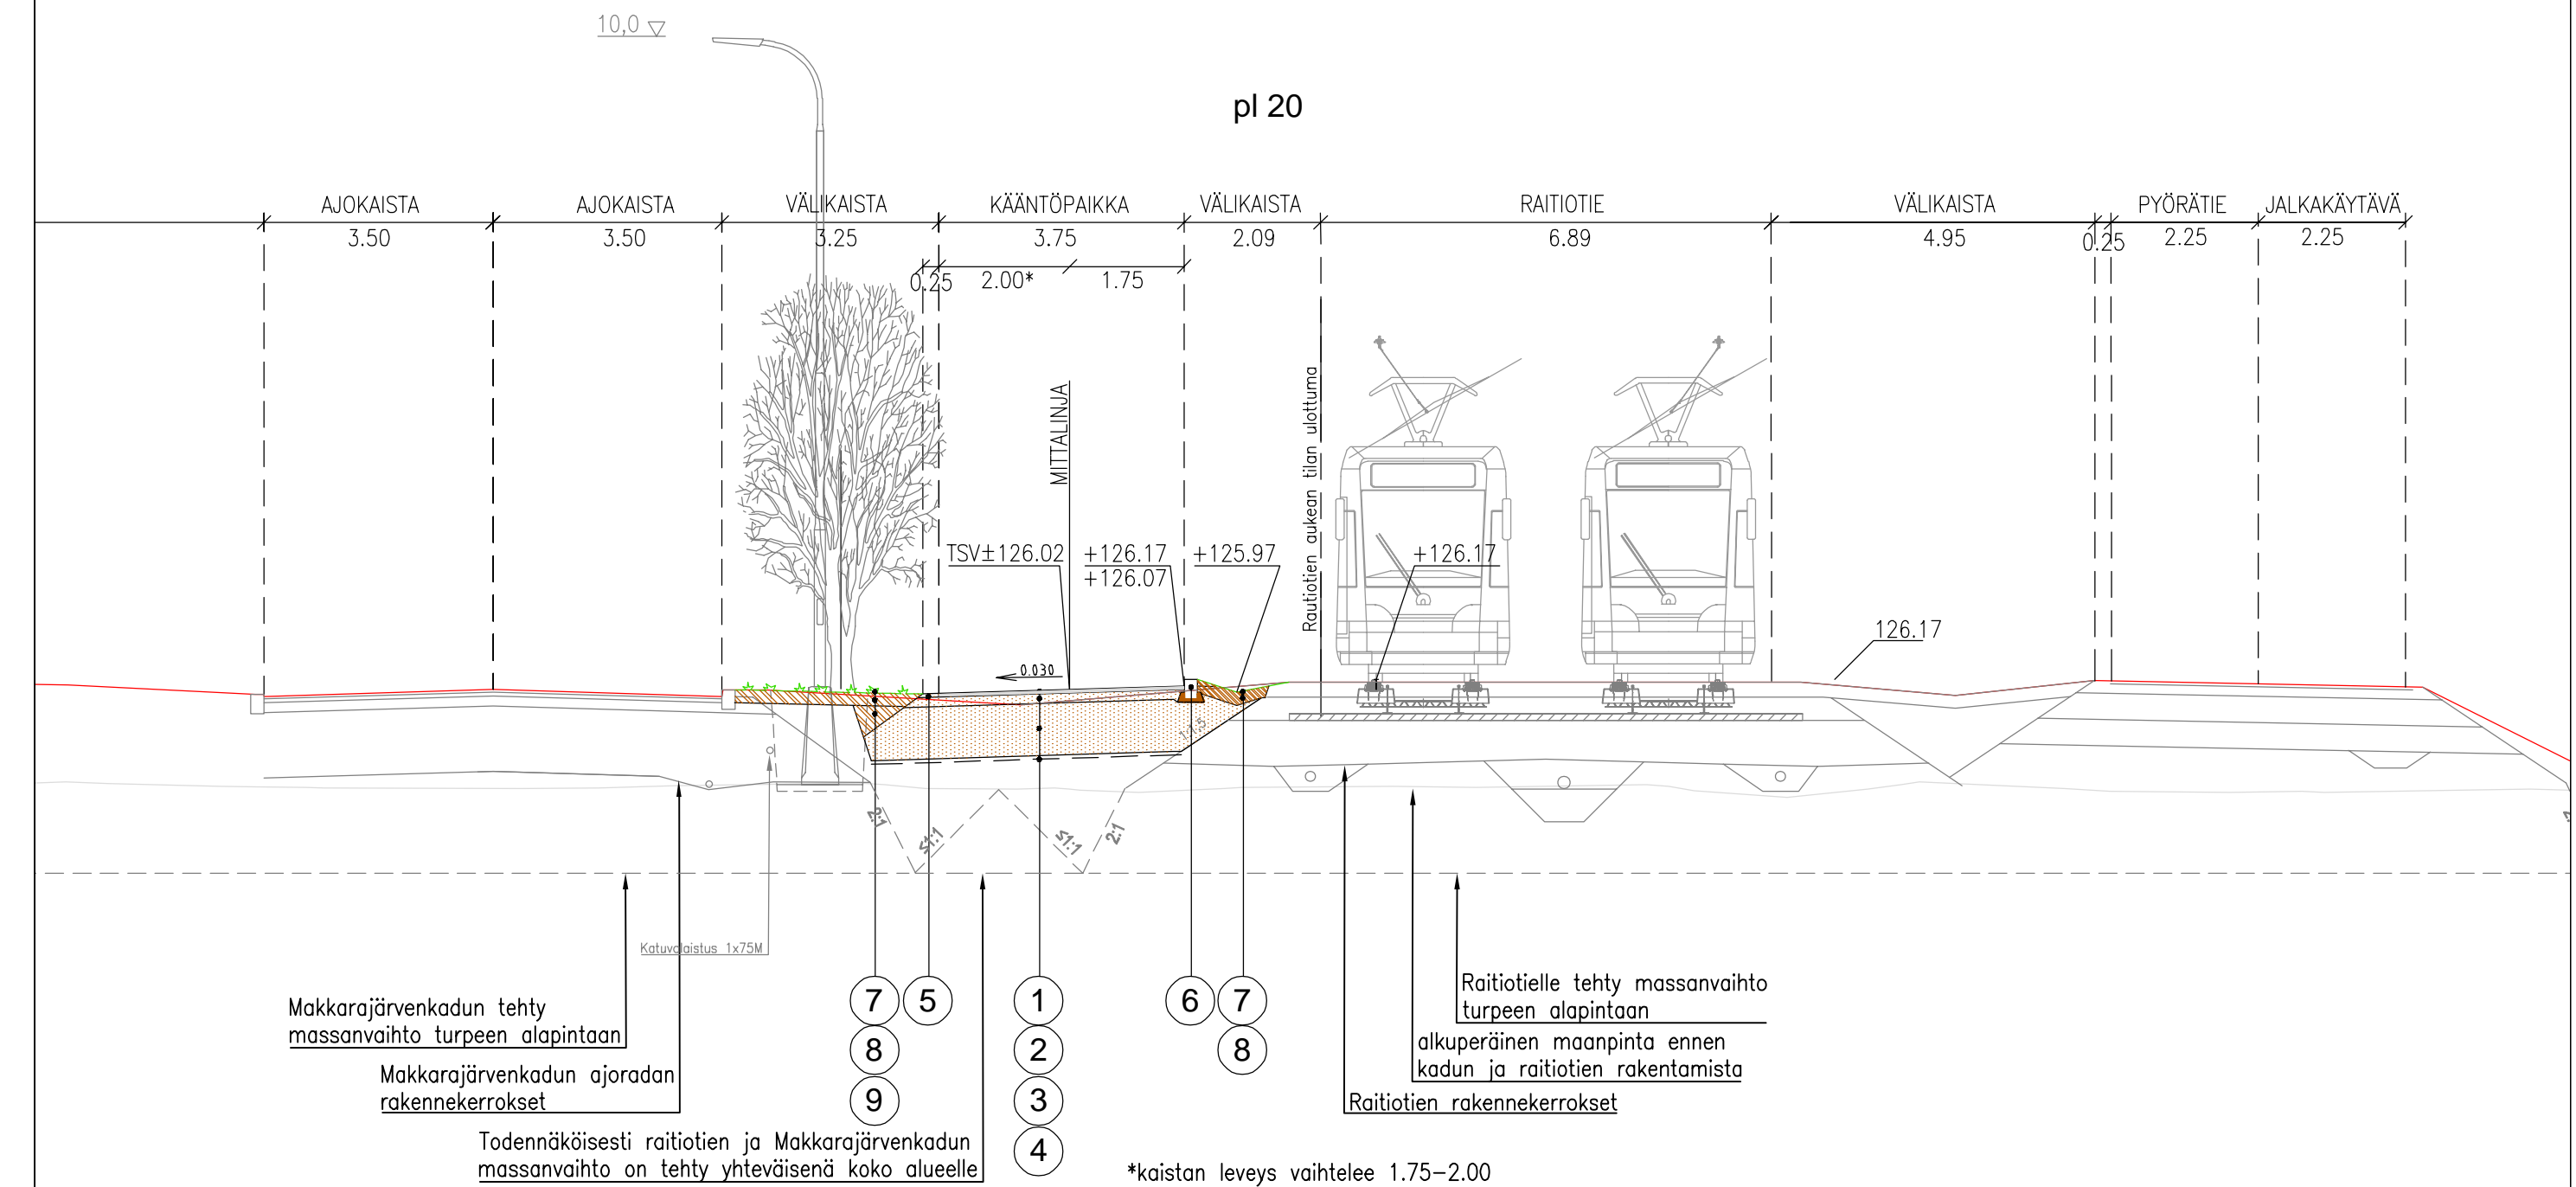 10,0
pl 20
AJOKAISTA
AJOKAISTA
VÄLIKAISTA
KÄÄNTÖPAIKKA
VÄLIKAISTA
RAITIOTIE
VÄLIKAISTA
PYÖRÄTIE
JALKAKÄYTÄVÄ
3.50
3.50
3.25
3.75
2.09
6.89
4.95
0.25
2.25
2.25
0.25
2.00*
1.75
MITTALINJA
Rautiotien aukean tilan ulottuma
TSV±126.02
+126.17
+126.07
+125.97
+126.17
126.17
0.030
1:1,5
2:1
≤1:1
≤1:1
2:1
Katuvalaistus 1x75M
7
8
9
5
1
2
3
4
6
7
8
Makkarajärvenkadun tehty
massanvaihto turpeen alapintaan
Makkarajärvenkadun ajoradan
rakennekerrokset
Todennäköisesti raitiotien ja Makkarajärvenkadun
massanvaihto on tehty yhteväisenä koko alueelle
Raitiotielle tehty massanvaihto
turpeen alapintaan
alkuperäinen maanpinta ennen
kadun ja raitiotien rakentamista
Raitiotien rakennekerrokset
*kaistan leveys vaihtelee 1.75–2.00